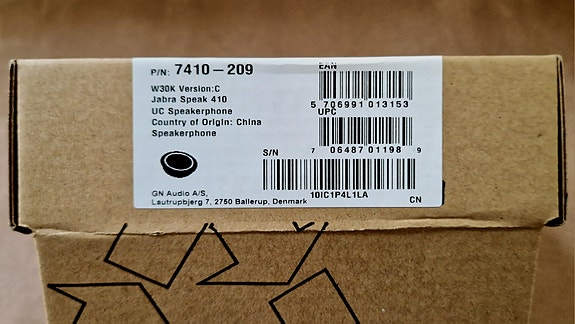 P/N: 7410-209
W30K Version:C
Jabra Speak 410
UC Speakerphone
Country of Origin: China
Speakerphone
GN Audio A/S,
Lautrupbjerg 7, 2750 Ballerup, Denmark
EAN
5 706991 013153
UPC
7 06487 01198 9
S/N
10IC1P4L1LA
CN